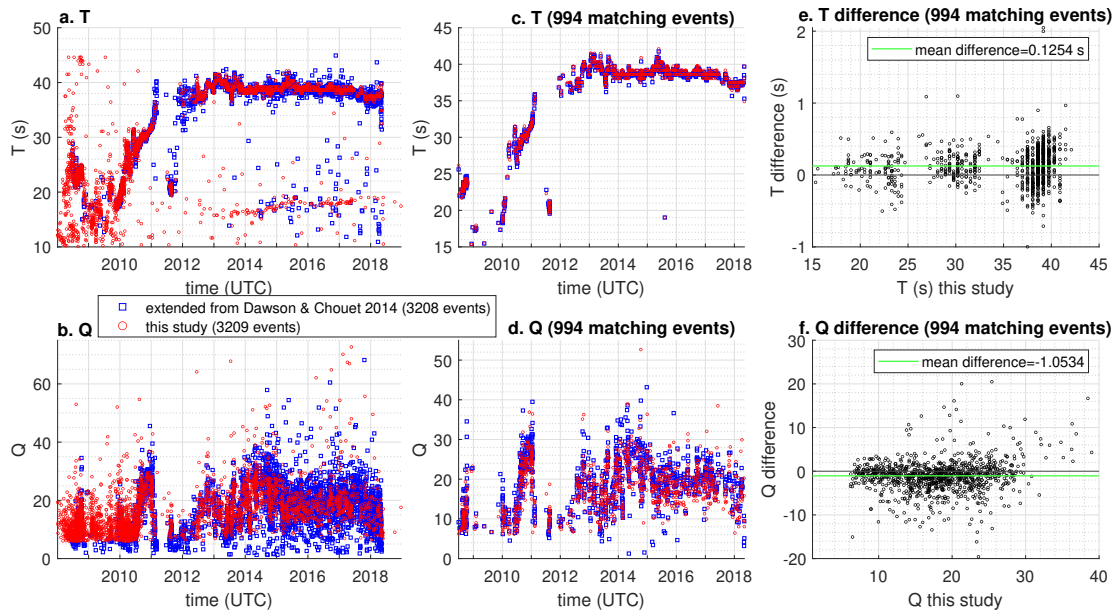 a. T
50
40
30
20
10
T (s)
2010 2012 2014 2016 2018
time (UTC)
c. T (994 matching events)
45
40
35
30
25
20
15
T (s)
2010 2012 2014 2016 2018
time (UTC)
e. T difference (994 matching events)
mean difference=0.1254 s
2
1
0
-1
T difference (s)
15 20 25 30 35 40 45
T (s) this study
extended from Dawson & Chouet 2014 (3208 events)
this study (3209 events)
b. Q
60
40
20
0
Q
2010 2012 2014 2016 2018
time (UTC)
d. Q (994 matching events)
50
40
30
20
10
0
Q
2010 2012 2014 2016 2018
time (UTC)
f. Q difference (994 matching events)
mean difference=-1.0534
30
20
10
0
-10
-20
Q difference
10 20 30 40
Q this study